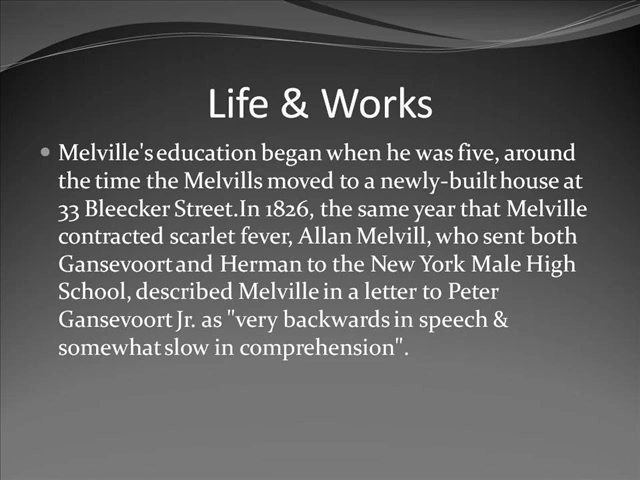 Life & Works
Melville's education began when he was five, around
the time the Melvills moved to a newly-built house at
33 Bleecker Street.In 1826, the same year that Melville
contracted scarlet fever, Allan Melvill, who sent both
Gansevoort and Herman to the New York Male High
School, described Melville in a letter to Peter
Gansevoort Jr. as "very backwards in speech &
somewhat slow in comprehension".